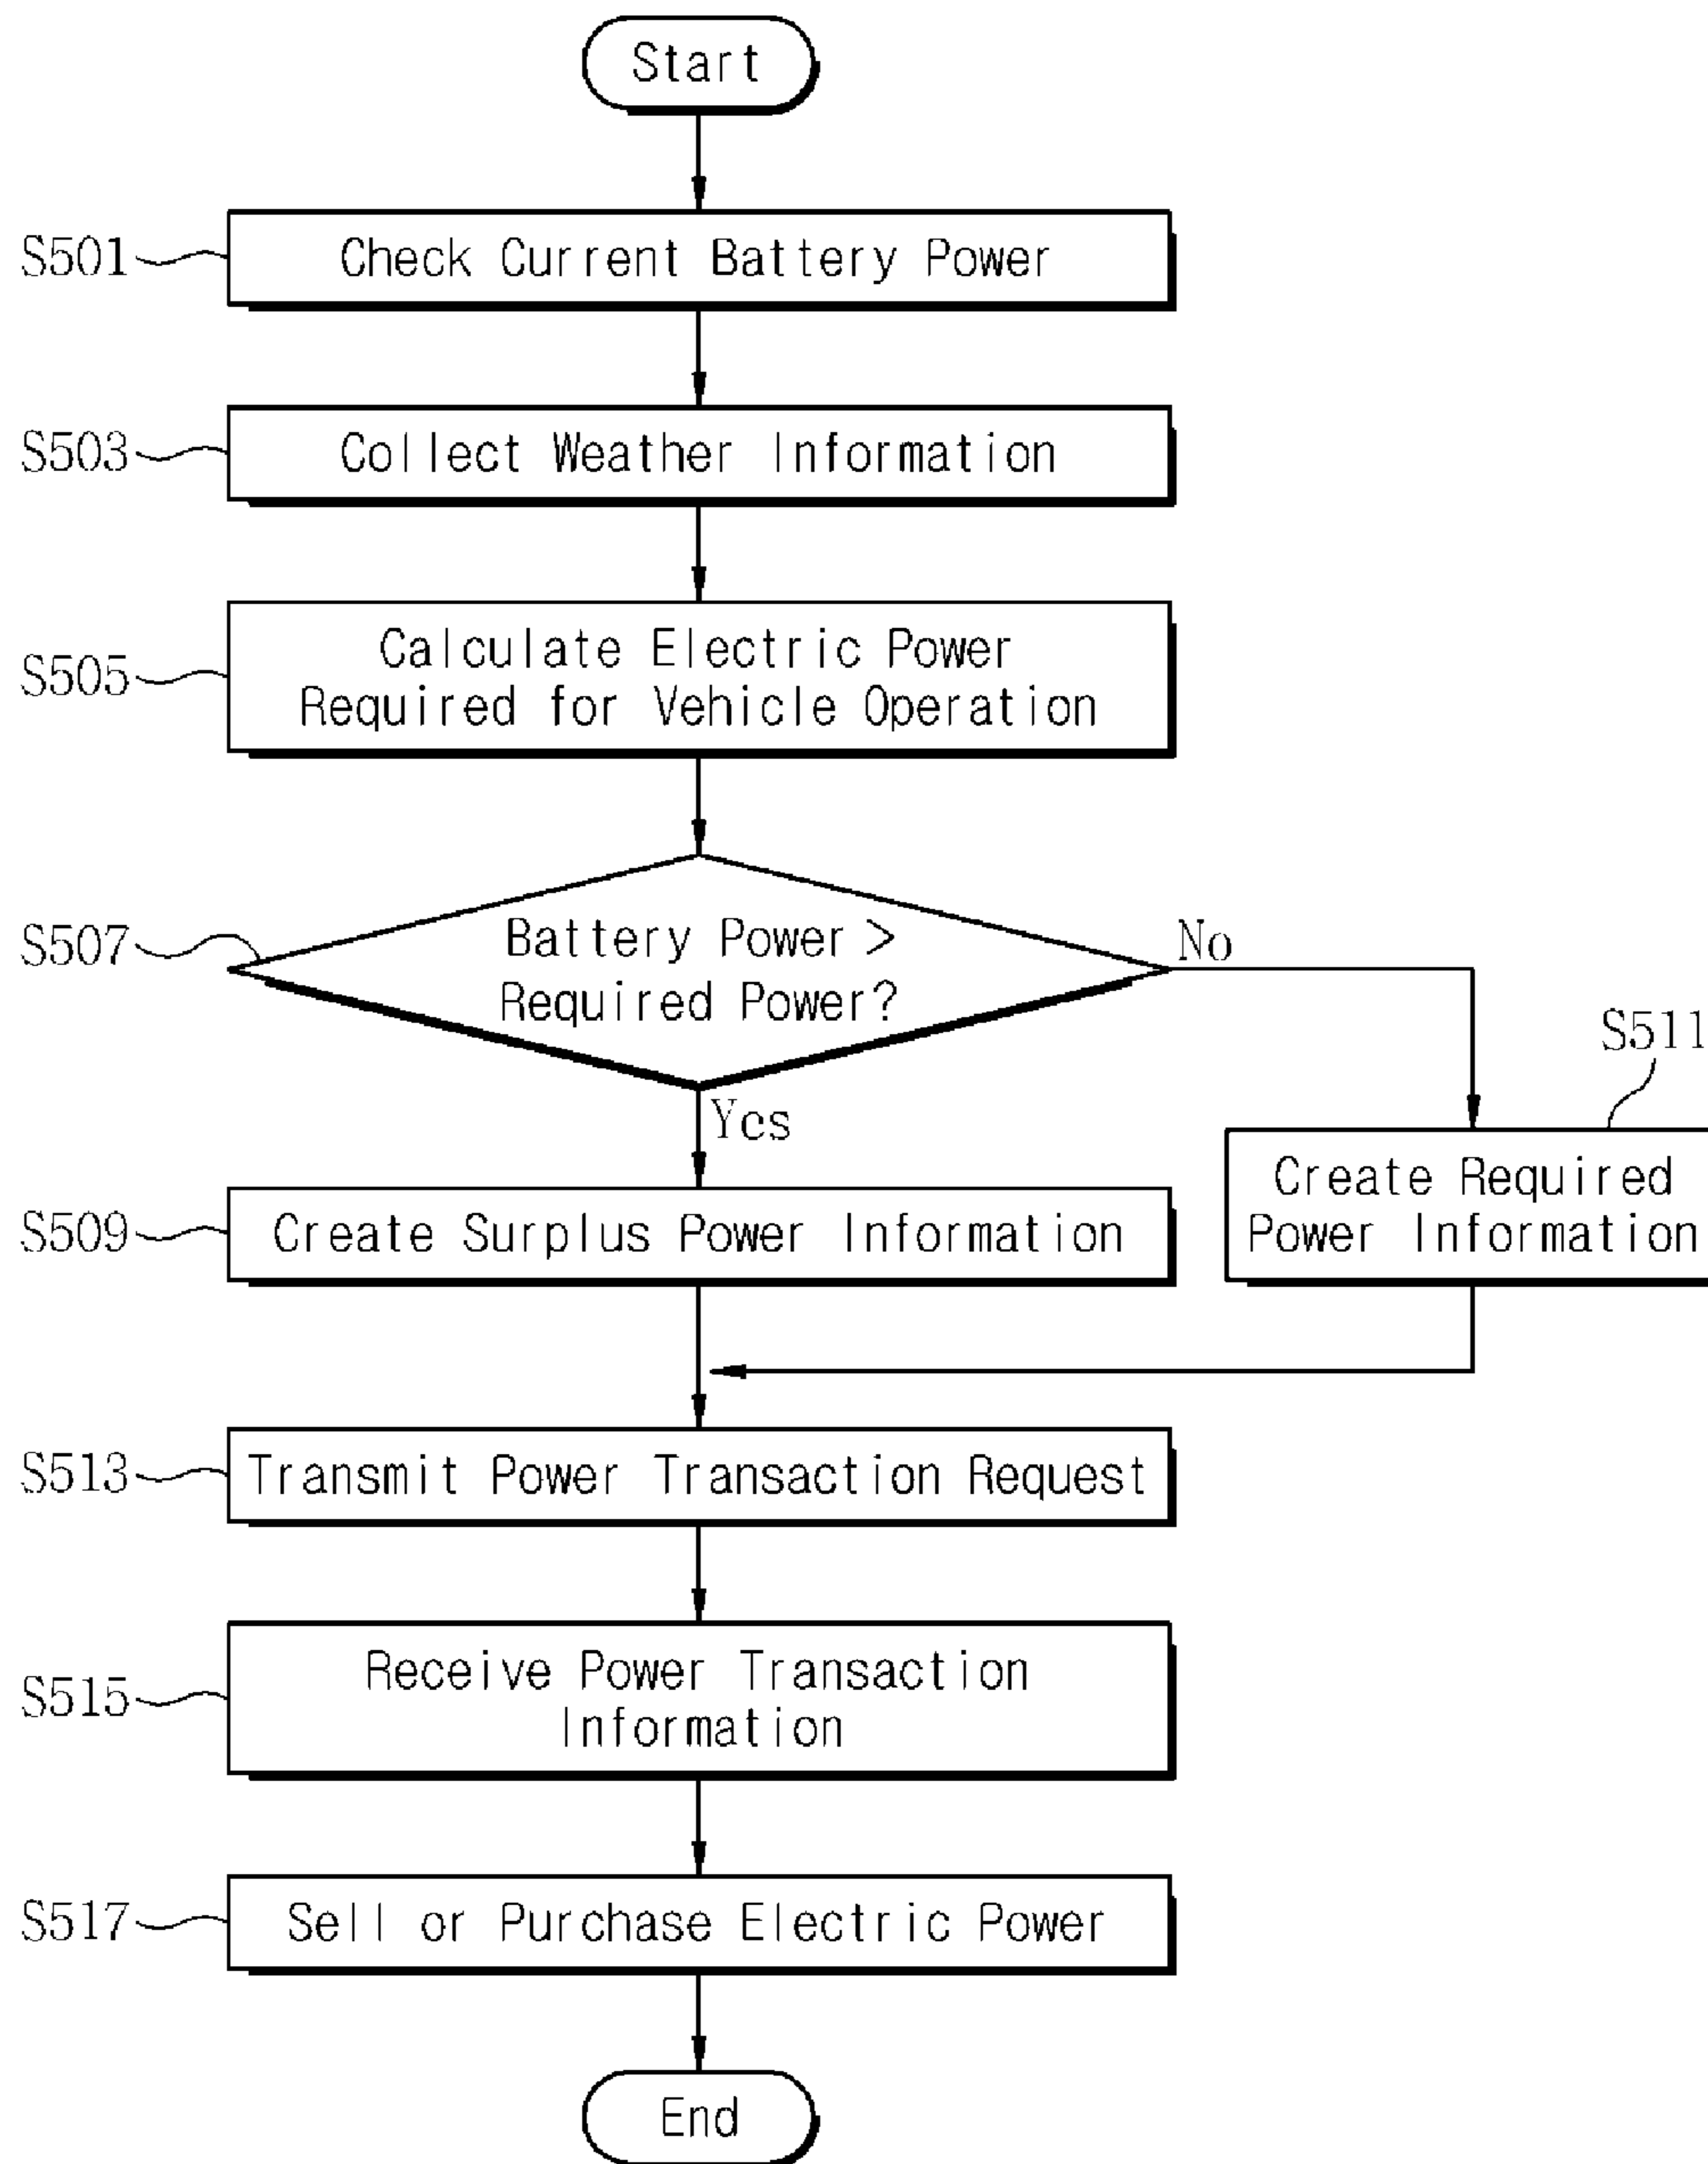 Start
S501
Check Current Battery Power
S503
Collect Weather Information
S505
Calculate Electric Power
Required for Vehicle Operation
S507
Battery Power >
Required Power?
No
S511
Yes
Create Required
Power Information
S509
Create Surplus Power Information
S513
Transmit Power Transaction Request
S515
Receive Power Transaction
Information
S517
Sell or Purchase Electric Power
End